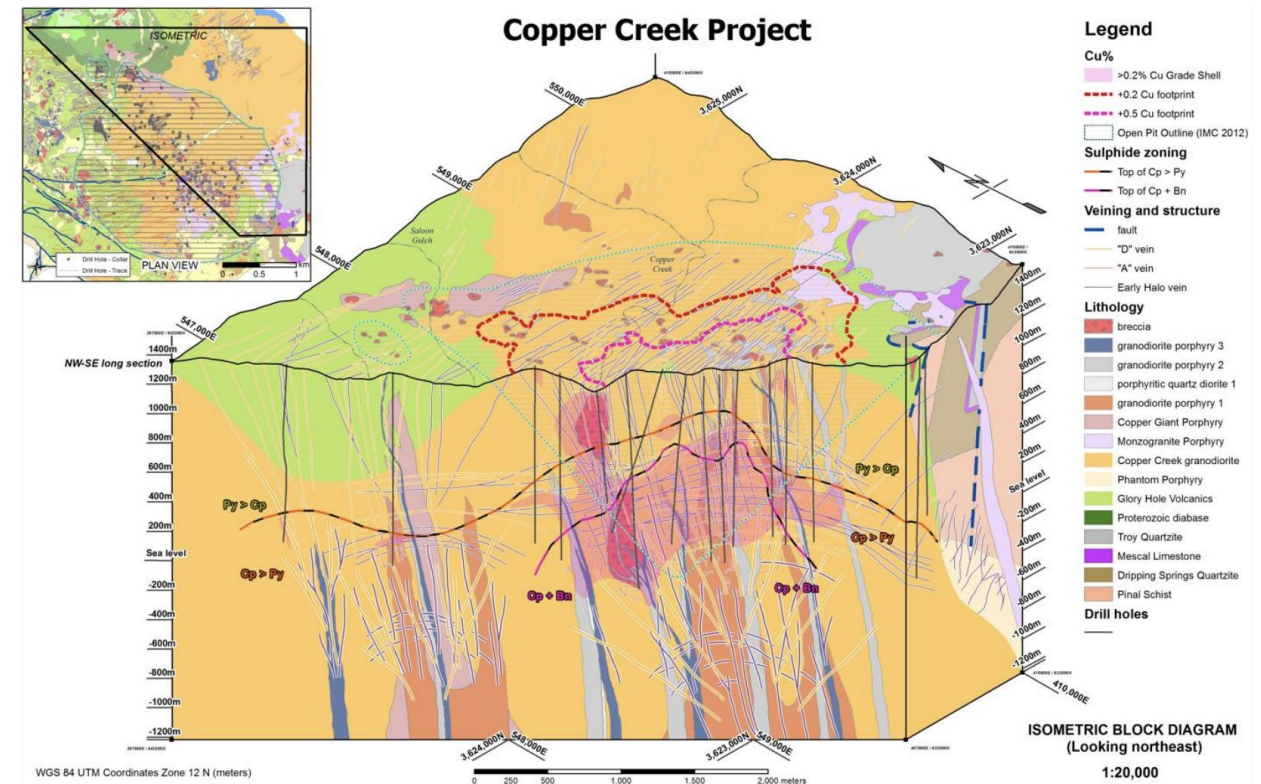 Copper Creek Project
ISOMETRIC
Drill Hole - Collar
Drill Hole - Trace
PLAN VIEW
km
0 0.5 1
550,000E
3,625,000N
549,000E
3,624,000N
548,000E
3,623,000N
547,000E
Saloon
Gulch
Copper
Creek
N
NW-SE long section
1400m
1200m
1000m
800m
600m
400m
200m
Sea level
-200m
-400m
-600m
-800m
-1000m
-1200m
1400m
1200m
1000m
800m
600m
400m
200m
Sea level
-200m
-400m
-600m
-800m
-1000m
-1200m
Py > Cp
Cp > Py
Cp + Bn
Py > Cp
Cp > Py
Cp + Bn
3,624,000N
548,000E
3,623,000N
549,000E
410,000E
WGS 84 UTM Coordinates Zone 12 N (meters)
0 250 500 1,000 1,500 2,000 meters
Legend
Cu%
>0.2% Cu Grade Shell
+0.2 Cu footprint
+0.5 Cu footprint
Open Pit Outline (IMC 2012)
Sulphide zoning
Top of Cp > Py
Top of Cp + Bn
Veining and structure
fault
"D" vein
"A" vein
Early Halo vein
Lithology
breccia
granodiorite porphyry 3
granodiorite porphyry 2
porphyritic quartz diorite 1
granodiorite porphyry 1
Copper Giant Porphyry
Monzogranite Porphyry
Copper Creek granodiorite
Phantom Porphyry
Glory Hole Volcanics
Proterozoic diabase
Troy Quartzite
Mescal Limestone
Dripping Springs Quartzite
Pinal Schist
Drill holes
ISOMETRIC BLOCK DIAGRAM
(Looking northeast)
1:20,000